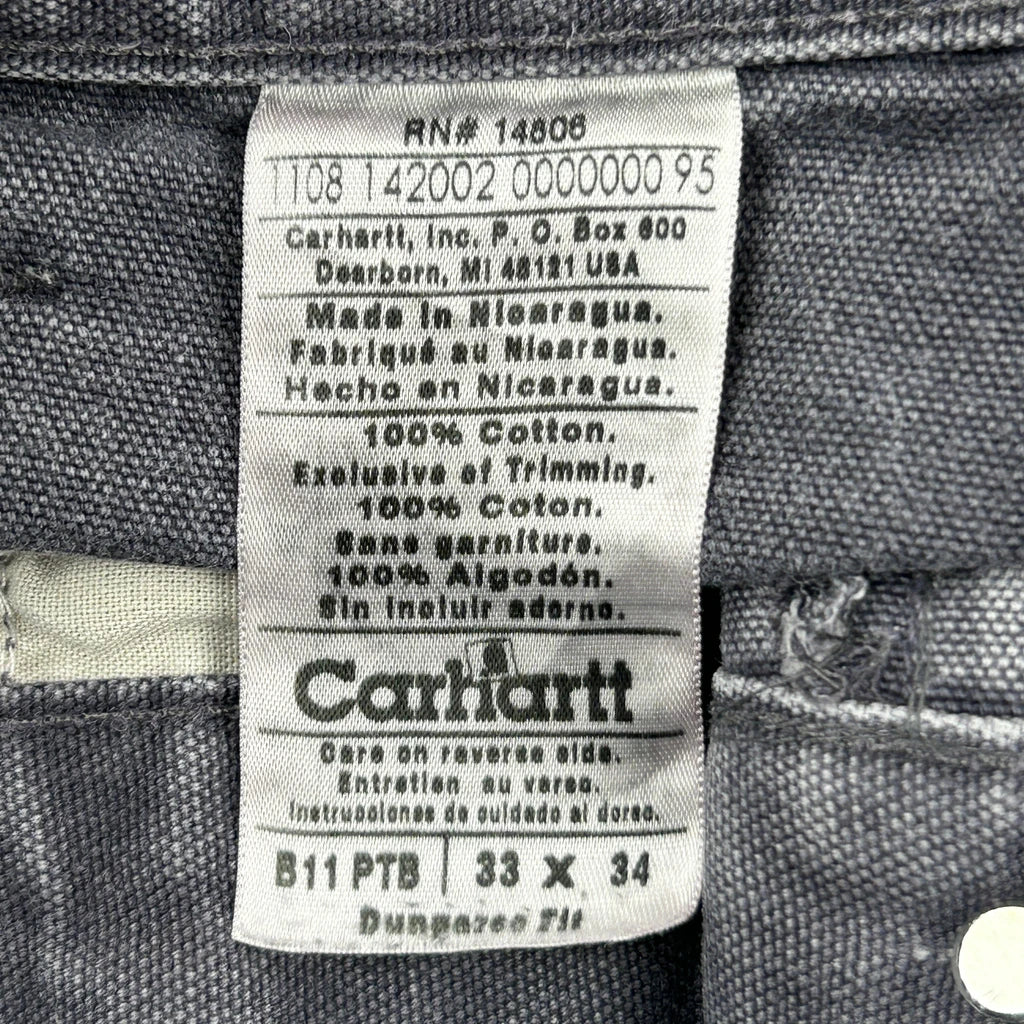 RN# 14806
1108 142002 0000000 95
Carhartt, Inc. P. O. Box 600
Dearborn, MI 48121 USA
Made in Nicaragua.
Fabriqué au Nicaragua.
Hecho en Nicaragua.
100% Cotton.
Exclusive of Trimming.
100% Coton.
Sans garniture.
100% Algodón.
Sin incluir adorno.
Carhartt
Care on reverse side.
Entretien au verso.
Instrucciones de cuidado al dorso.
B11 PTB 33 X 34
Dungaree Fit